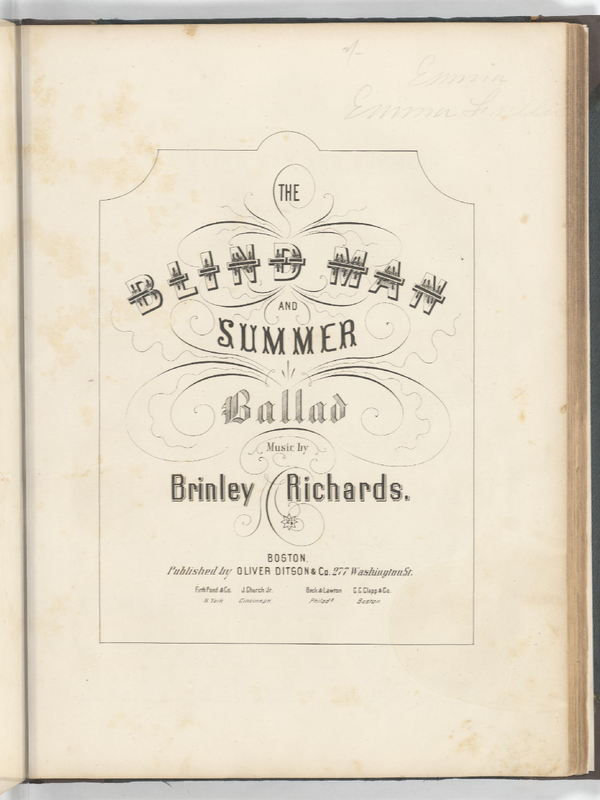 Emma
Emma
THE
BLIND MAN
AND
SUMMER
Ballad
Music by
Brinley Richards.
BOSTON.
Published by OLIVER DITSON & Co. 277 Washington St.
Firth Pond & Co. J. Church Jr. Beck & Lawton C. C. Clapp & Co.
N. York Cincinnati. Philadª Boston